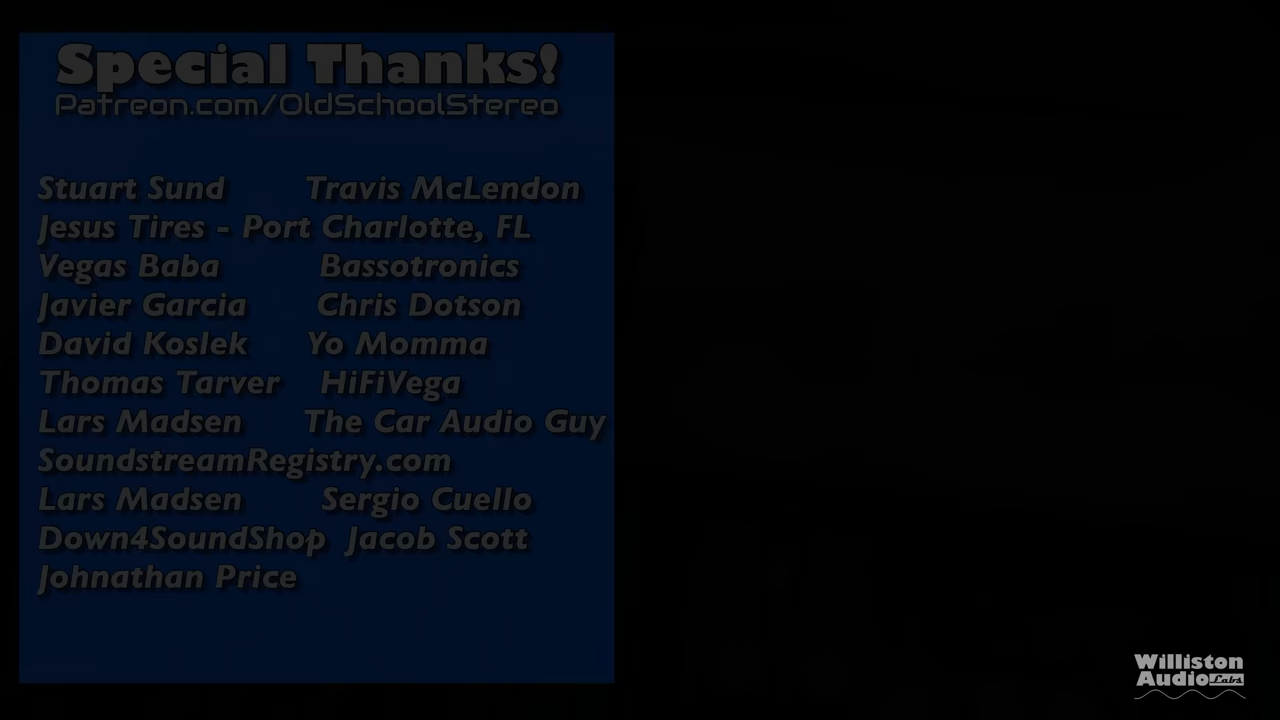 Special Thanks!
Patreon.com/OldSchoolStereo
Stuart Sund Travis McLendon
Jesus Tires - Port Charlotte, FL
Vegas Baba Bassotronics
Javier Garcia Chris Dotson
David Koslek Yo Momma
Thomas Tarver HiFiVega
Lars Madsen The Car Audio Guy
SoundstreamRegistry.com
Lars Madsen Sergio Cuello
Down4SoundShop Jacob Scott
Johnathan Price
Williston
Audio Labs